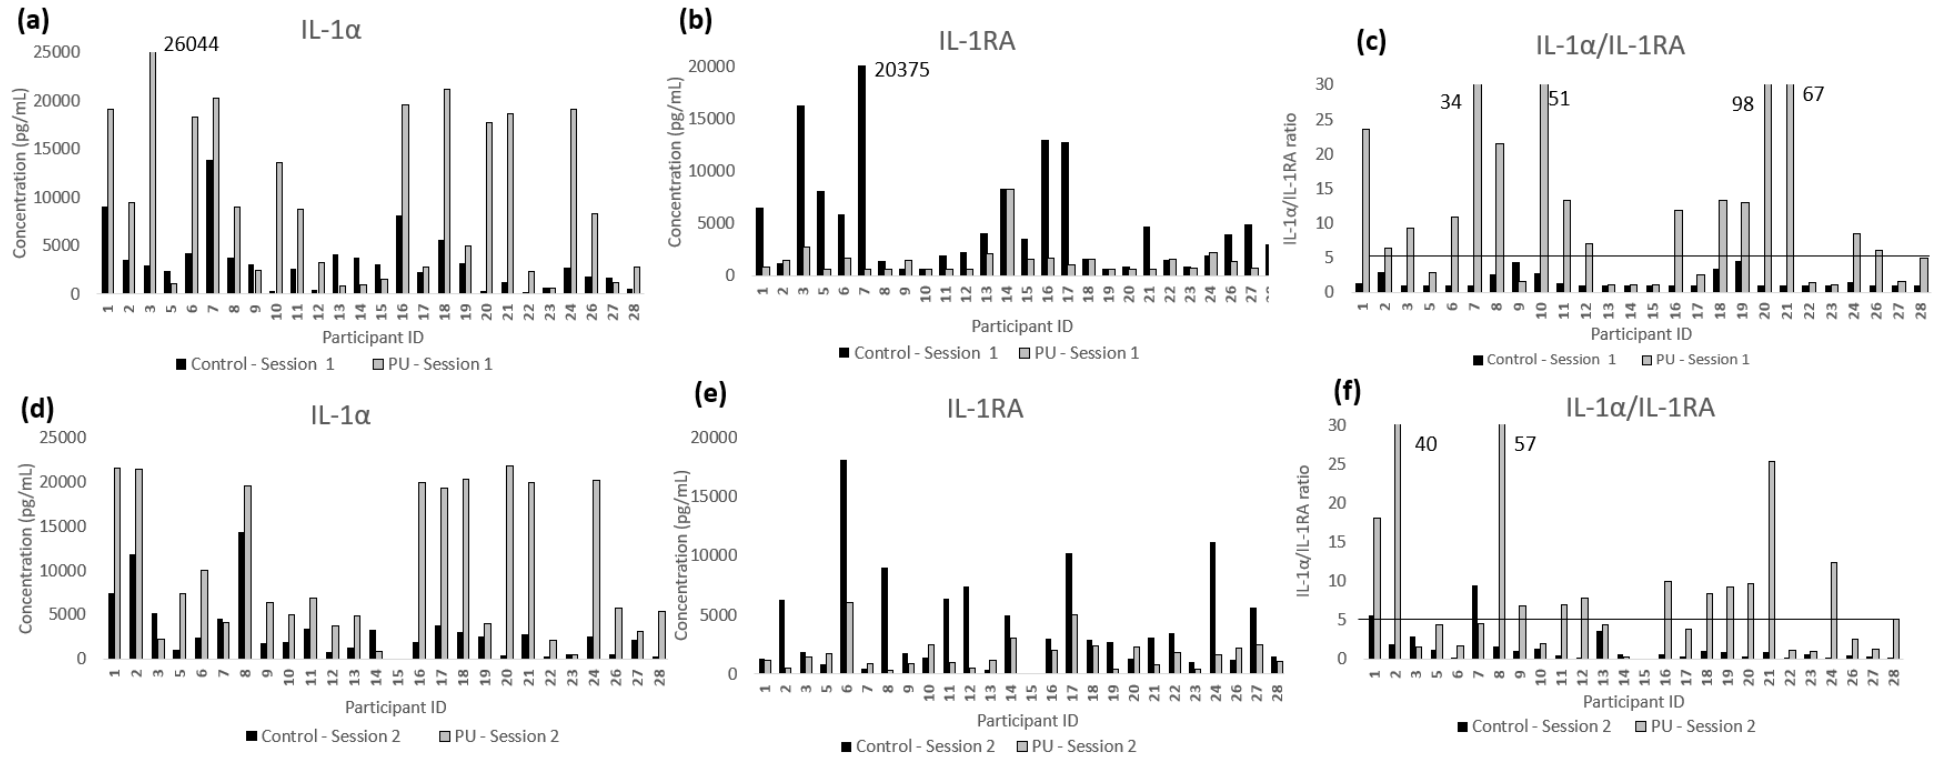 (a)
IL-1α
26044
Concentration (pg/mL)
25000
20000
15000
10000
5000
0
1 2 3 5 6 7 8 9 10 11 12 13 14 15 16 17 18 19 20 21 22 23 24 26 27 28
Participant ID
Control - Session 1 PU - Session 1
(b)
IL-1RA
20375
Concentration (pg/mL)
20000
15000
10000
5000
0
1 2 3 5 6 7 8 9 10 11 12 13 14 15 16 17 18 19 20 21 22 23 24 26 27
Participant ID
Control - Session 1 PU - Session 1
(c)
IL-1α/IL-1RA
34 51 98 67
IL-1α/IL-1RA ratio
30
25
20
15
10
5
0
1 2 3 5 6 7 8 9 10 11 12 13 14 15 16 17 18 19 20 21 22 23 24 26 27 28
Participant ID
Control - Session 1 PU - Session 1
(d)
IL-1α
Concentration (pg/mL)
25000
20000
15000
10000
5000
0
1 2 3 5 6 7 8 9 10 11 12 13 14 15 16 17 18 19 20 21 22 23 24 26 27 28
Participant ID
Control - Session 2 PU - Session 2
(e)
IL-1RA
Concentration (pg/mL)
20000
15000
10000
5000
0
1 2 3 5 6 7 8 9 10 11 12 13 14 15 16 17 18 19 20 21 22 23 24 26 27 28
Participant ID
Control - Session 2 PU - Session 2
(f)
IL-1α/IL-1RA
40 57
IL-1α/IL-1RA ratio
30
25
20
15
10
5
0
1 2 3 5 6 7 8 9 10 11 12 13 14 15 16 17 18 19 20 21 22 23 24 26 27 28
Participant ID
Control - Session 2 PU - Session 2